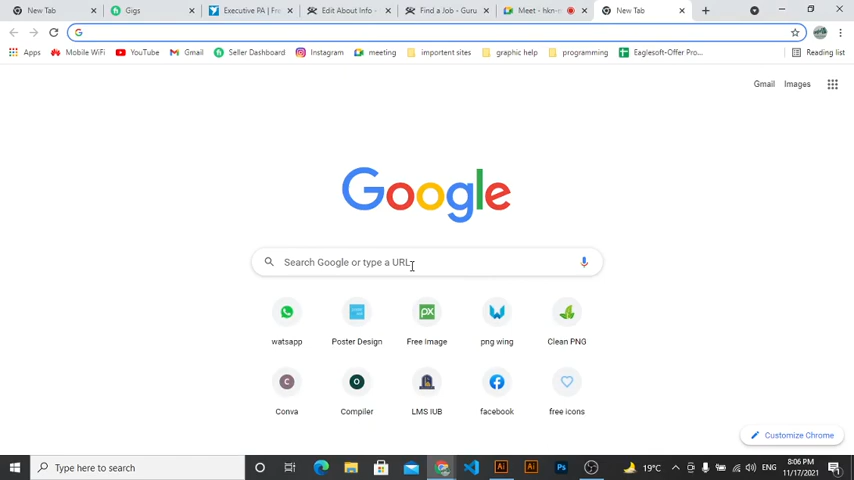 New Tab
Gigs
Executive PA | Fre
Edit About Info -
Find a Job - Guru
Meet - hkn-
New Tab
Apps
Mobile WiFi
YouTube
Gmail
Seller Dashboard
Instagram
meeting
importent sites
graphic help
programming
Eaglesoft-Offer Pro...
Reading list
Gmail
Images
Google
Search Google or type a URL
watsapp
Poster Design
Free Image
png wing
Clean PNG
Conva
Compiler
LMS IUB
facebook
free icons
Customize Chrome
Type here to search
19°C
ENG
8:06 PM
11/17/2021